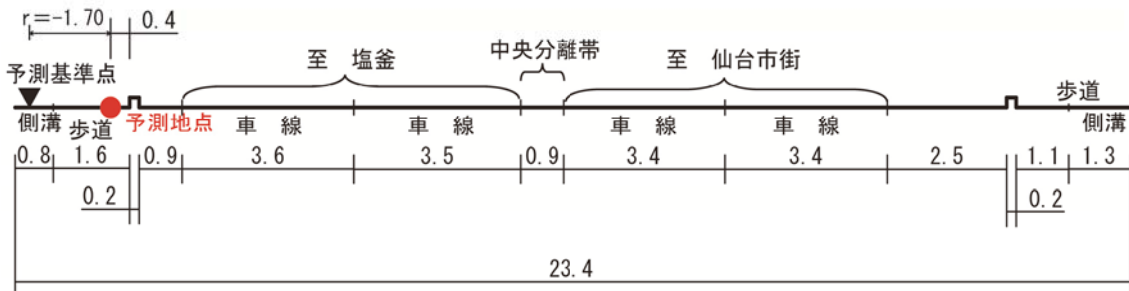 r=-1.70 0.4
至 塩釜 中央分離帯 至 仙台市街
予測基準点
歩道
側溝 歩道 予測地点 車 線 車 線 車 線 車 線 側溝
0.8 1.6 0.9 3.6 3.5 0.9 3.4 3.4 2.5 1.1 1.3
0.2 0.2
23.4